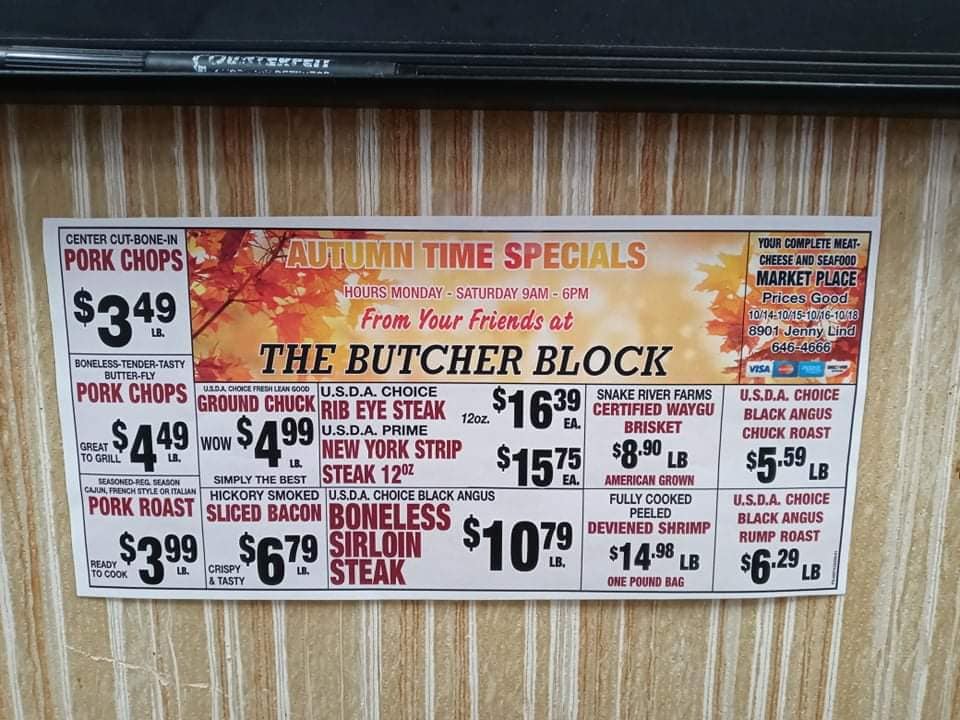 CENTER CUT-BONE-IN
PORK CHOPS
$3.49
LB.
AUTUMN TIME SPECIALS
HOURS MONDAY - SATURDAY 9AM - 6PM
From Your Friends at
THE BUTCHER BLOCK
YOUR COMPLETE MEAT-
CHEESE AND SEAFOOD
MARKET PLACE
Prices Good
10/14-10/15-10/16-10/18
8901 Jenny Lind
646-4666
VISA
BONELESS-TENDER-TASTY
BUTTER-FLY
PORK CHOPS
GREAT
TO GRILL
$4.49
LB.
U.S.D.A. CHOICE FRESH LEAN GOOD
GROUND CHUCK
WOW $4.99
LB.
SIMPLY THE BEST
U.S.D.A. CHOICE
RIB EYE STEAK 12oz. $16.39
EA.
U.S.D.A. PRIME
NEW YORK STRIP
STEAK 12OZ $15.75
EA.
SNAKE RIVER FARMS
CERTIFIED WAYGU
BRISKET
$8.90 LB
AMERICAN GROWN
U.S.D.A. CHOICE
BLACK ANGUS
CHUCK ROAST
$5.59 LB
SEASONED-REG. SEASON
CAJUN, FRENCH STYLE OR ITALIAN
PORK ROAST
READY
TO COOK
$3.99
LB.
HICKORY SMOKED
SLICED BACON
CRISPY
& TASTY
$6.79
LB.
U.S.D.A. CHOICE BLACK ANGUS
BONELESS
SIRLOIN
STEAK
$10.79
LB.
FULLY COOKED
PEELED
DEVIENED SHRIMP
$14.98 LB
ONE POUND BAG
U.S.D.A. CHOICE
BLACK ANGUS
RUMP ROAST
$6.29 LB